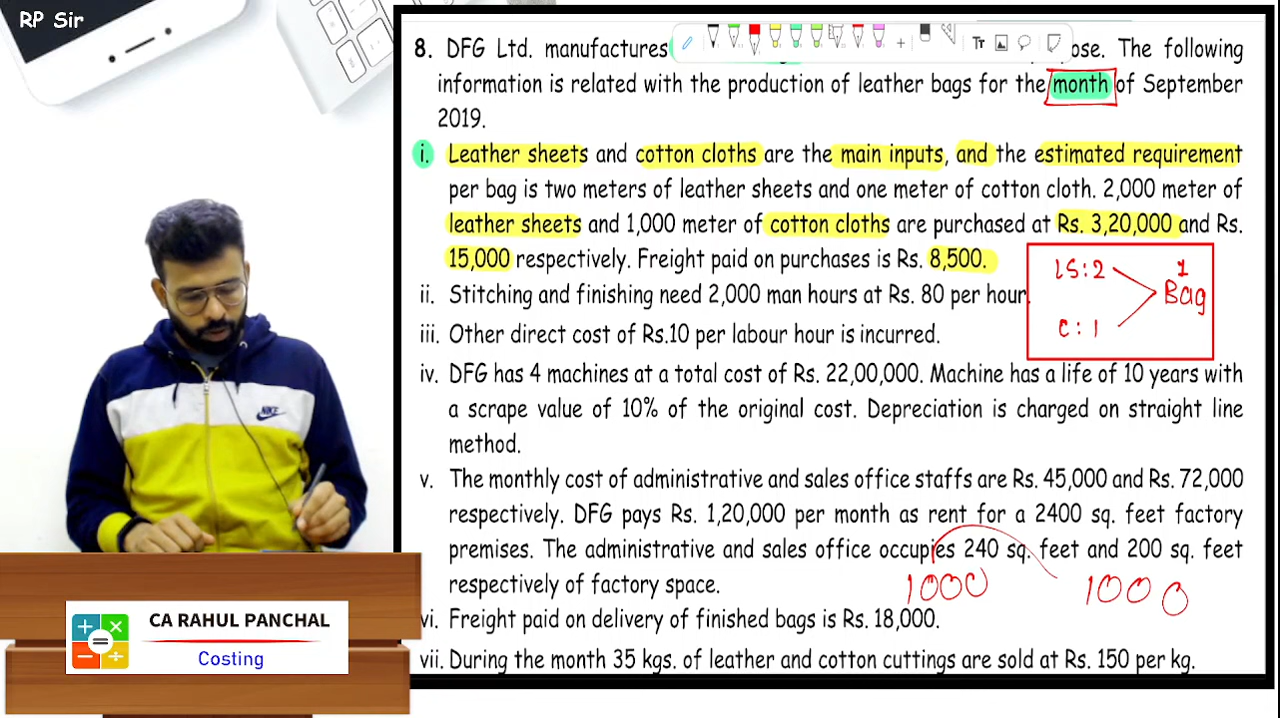 RP Sir
8. DFG Ltd. manufactures ose. The following
information is related with the production of leather bags for the month of September
2019.
i. Leather sheets and cotton cloths are the main inputs, and the estimated requirement
per bag is two meters of leather sheets and one meter of cotton cloth. 2,000 meter of
leather sheets and 1,000 meter of cotton cloths are purchased at Rs. 3,20,000 and Rs.
15,000 respectively. Freight paid on purchases is Rs. 8,500.
LS:2
1
Bag
C:1
ii. Stitching and finishing need 2,000 man hours at Rs. 80 per hour.
iii. Other direct cost of Rs.10 per labour hour is incurred.
iv. DFG has 4 machines at a total cost of Rs. 22,00,000. Machine has a life of 10 years with
a scrape value of 10% of the original cost. Depreciation is charged on straight line
method.
v. The monthly cost of administrative and sales office staffs are Rs. 45,000 and Rs. 72,000
respectively. DFG pays Rs. 1,20,000 per month as rent for a 2400 sq. feet factory
premises. The administrative and sales office occupies 240 sq. feet and 200 sq. feet
respectively of factory space.
1000 1000
vi. Freight paid on delivery of finished bags is Rs. 18,000.
vii. During the month 35 kgs. of leather and cotton cuttings are sold at Rs. 150 per kg.
NIKE
CA RAHUL PANCHAL
Costing